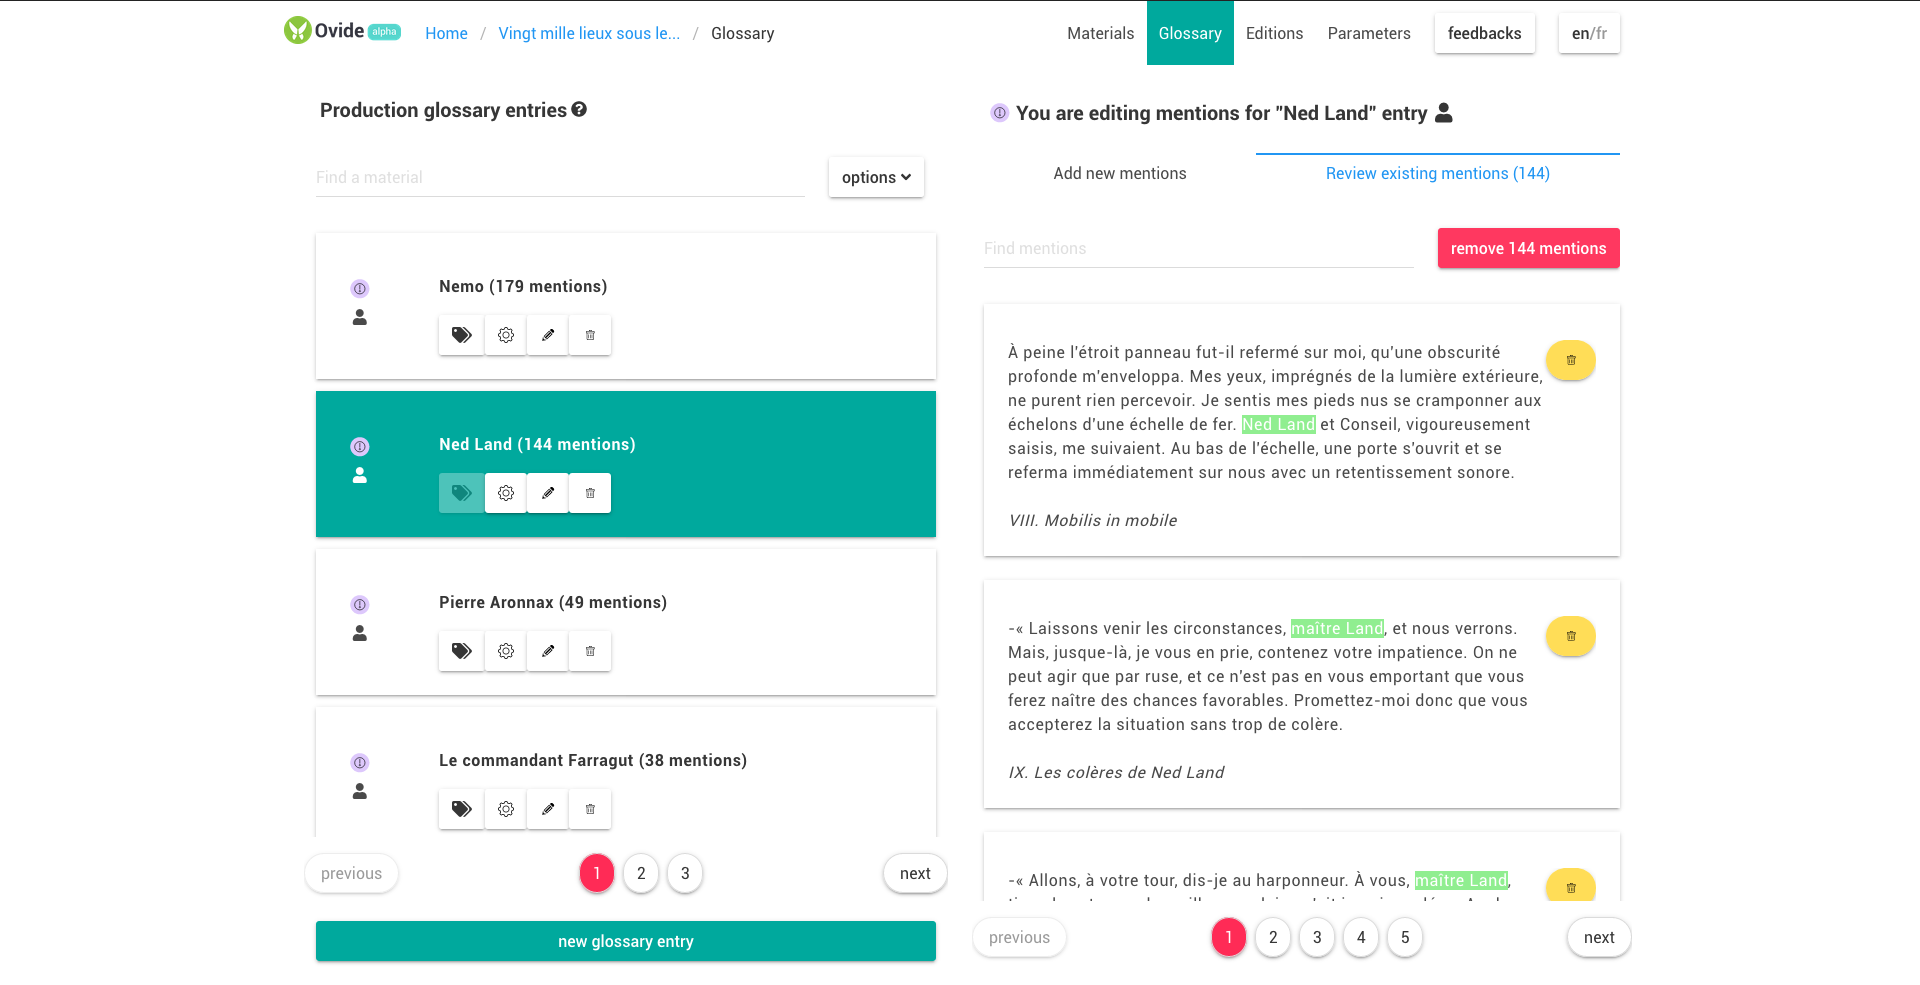 Ovide alpha
Home / Vingt mille lieux sous le... / Glossary
Materials Glossary Editions Parameters feedbacks en/fr
Production glossary entries
Find a material
options
Nemo (179 mentions)
Ned Land (144 mentions)
Pierre Aronnax (49 mentions)
Le commandant Farragut (38 mentions)
previous 1 2 3 next
new glossary entry
You are editing mentions for "Ned Land" entry
Add new mentions
Review existing mentions (144)
Find mentions
remove 144 mentions
À peine l'étroit panneau fut-il refermé sur moi, qu'une obscurité
profonde m'enveloppa. Mes yeux, imprégnés de la lumière extérieure,
ne purent rien percevoir. Je sentis mes pieds nus se cramponner aux
échelons d'une échelle de fer. Ned Land et Conseil, vigoureusement
saisis, me suivaient. Au bas de l'échelle, une porte s'ouvrit et se
referma immédiatement sur nous avec un retentissement sonore.
VIII. Mobilis in mobile
-« Laissons venir les circonstances, maître Land, et nous verrons.
Mais, jusque-là, je vous en prie, contenez votre impatience. On ne
peut agir que par ruse, et ce n'est pas en vous emportant que vous
ferez naître des chances favorables. Promettez-moi donc que vous
accepterez la situation sans trop de colère.
IX. Les colères de Ned Land
-« Allons, à votre tour, dis-je au harponneur. À vous, maître Land,
previous 1 2 3 4 5 next